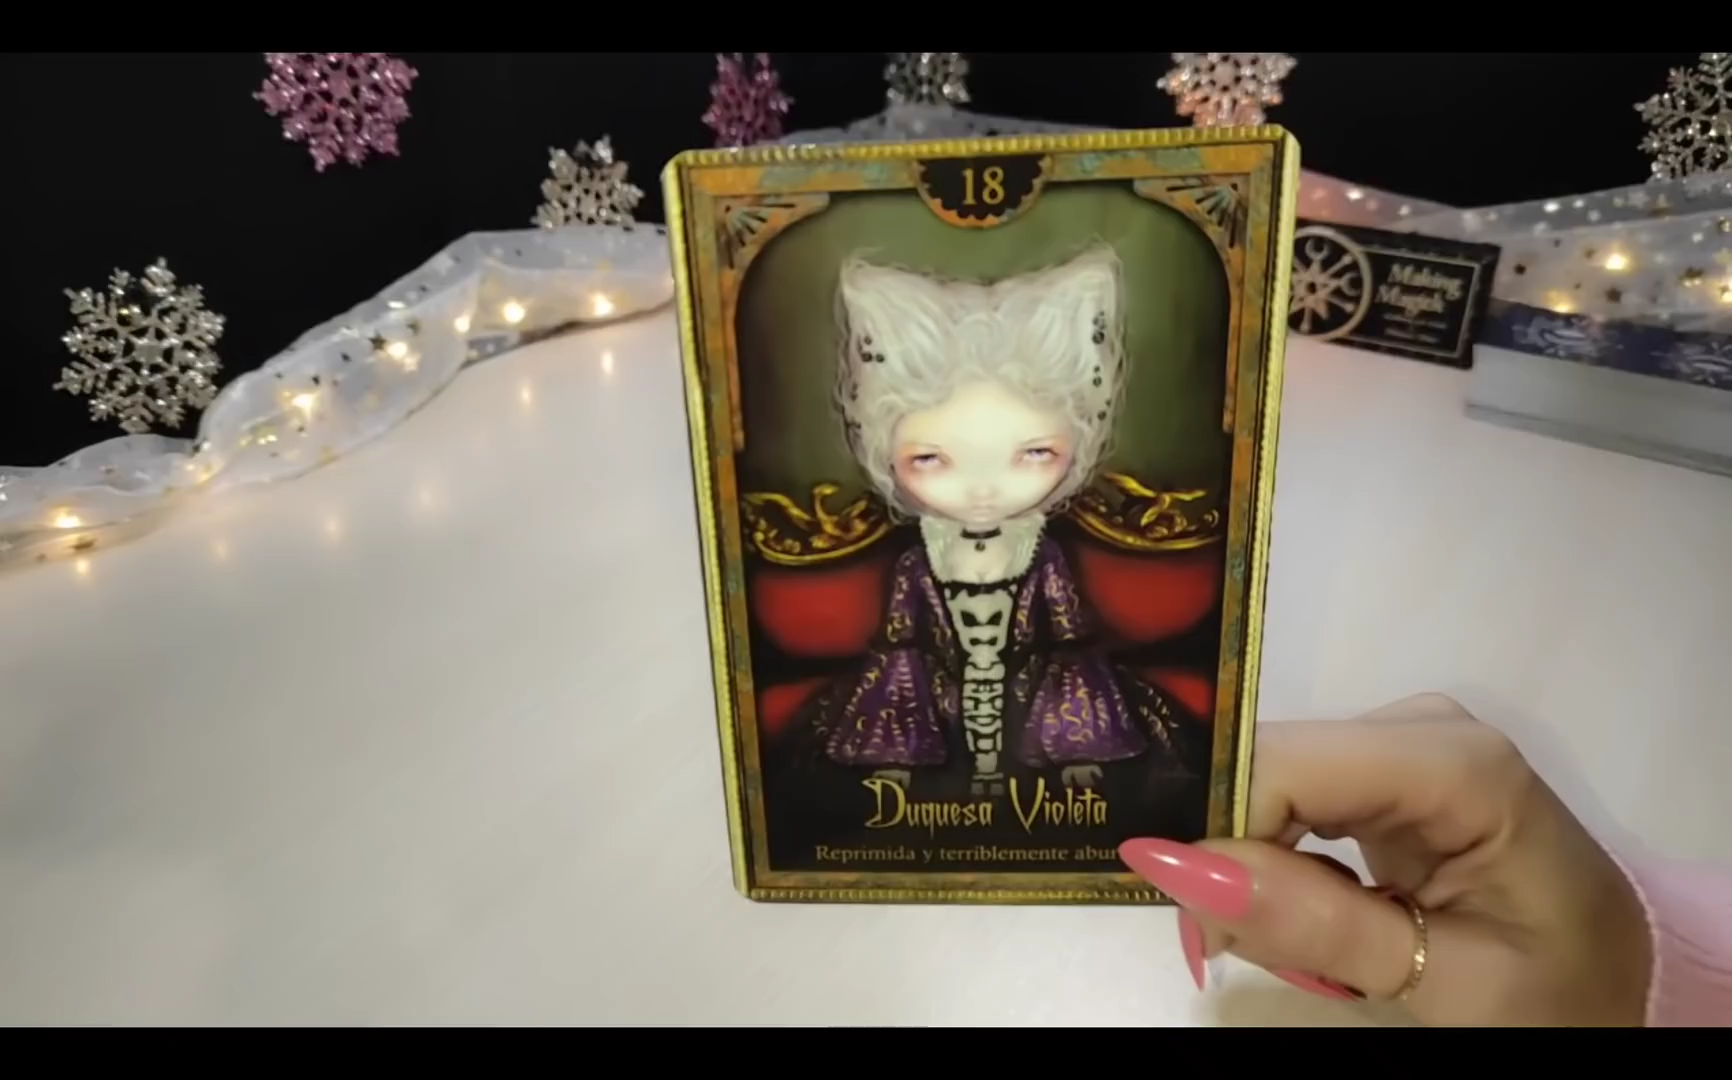 18
Making
Magick
Duquesa Violeta
Reprimida y terriblemente abur